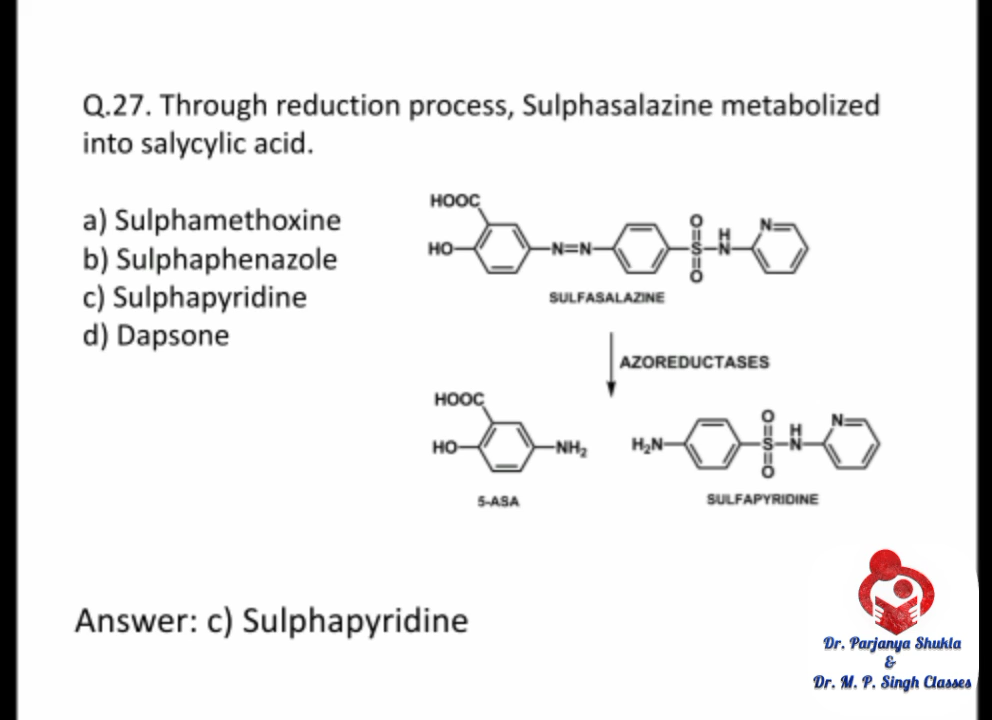 Q.27. Through reduction process, Sulphasalazine metabolized
into salycylic acid.
a) Sulphamethoxine
b) Sulphaphenazole
c) Sulphapyridine
d) Dapsone
HOOC
HO
N=N
O
S
O
H
N
N
SULFASALAZINE
AZOREDUCTASES
HOOC
HO
NH₂
5-ASA
H₂N
O
S
O
H
N
N
SULFAPYRIDINE
Answer: c) Sulphapyridine
Dr. Parjanya Shukla
&
Dr. M. P. Singh Classes